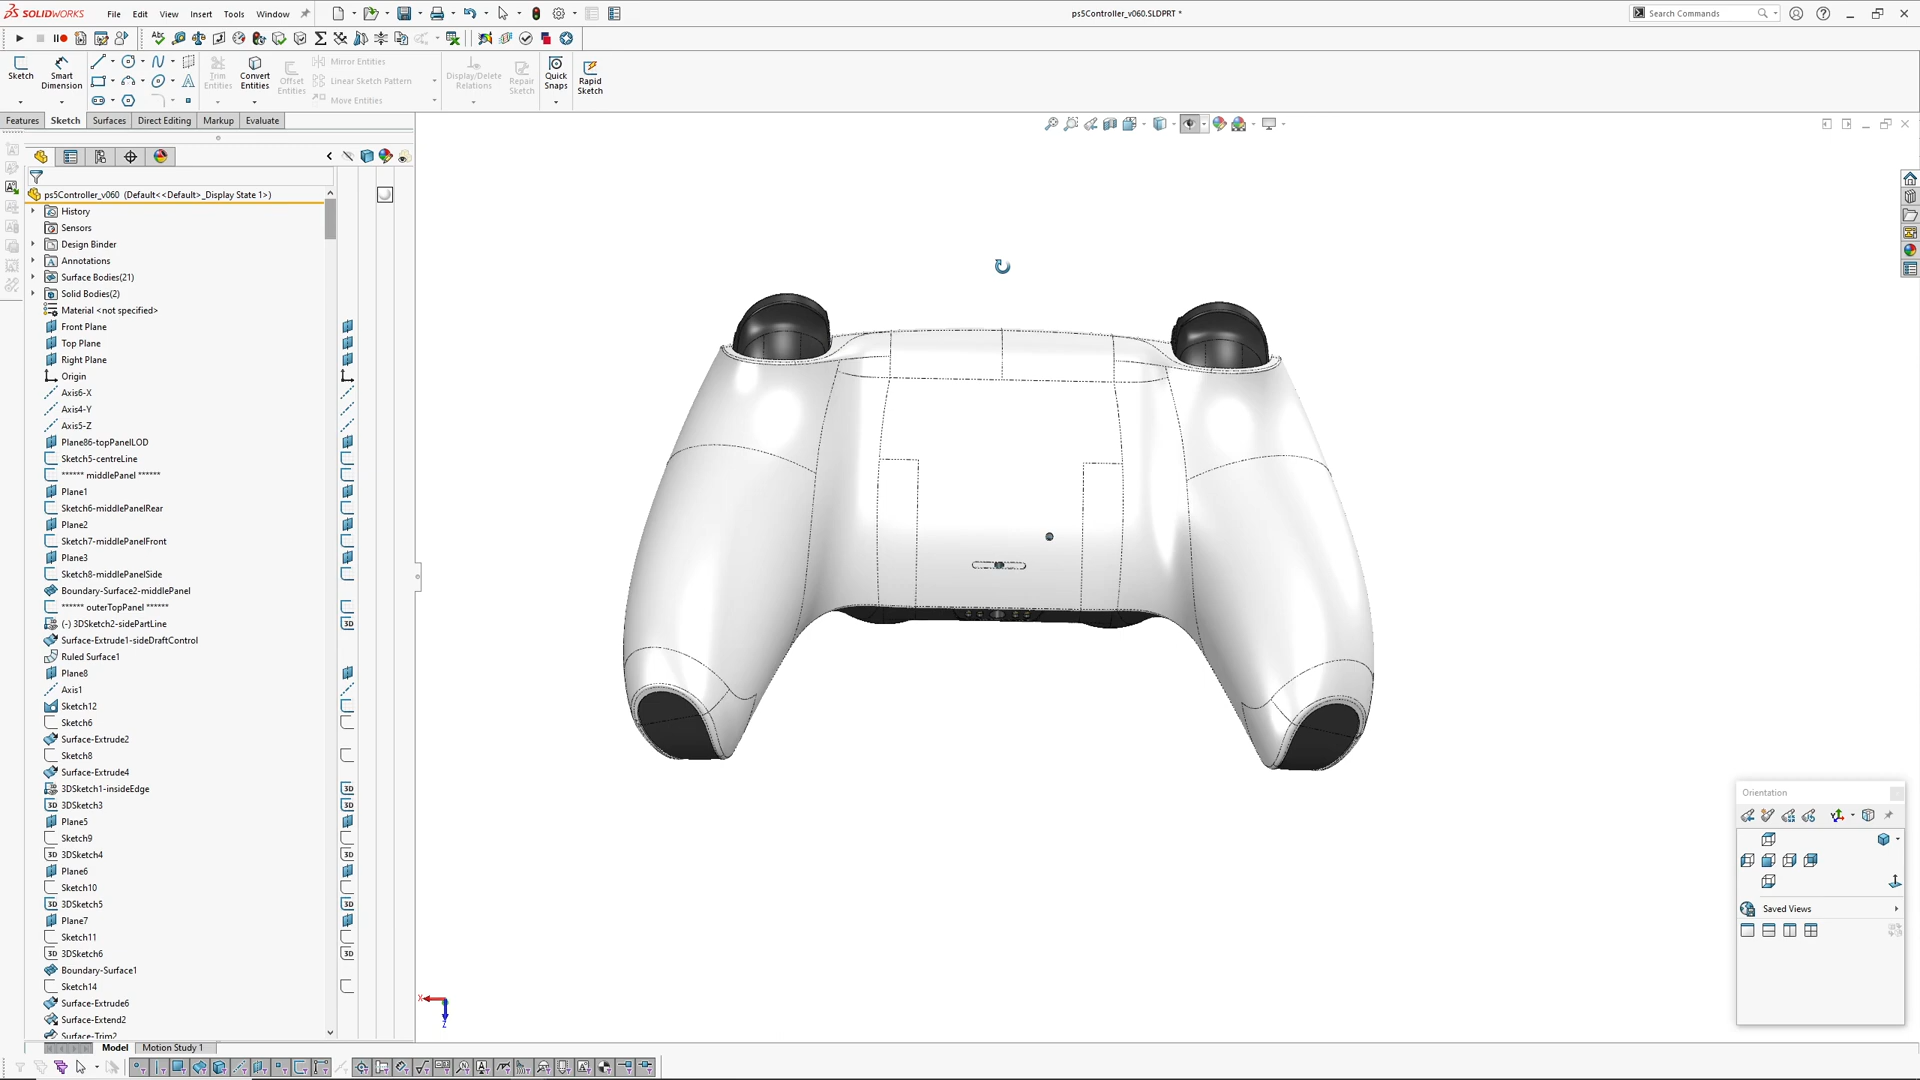 SOLIDWORKS
File Edit View Insert Tools Window
ps5Controller_v060.SLDPRT *
Search Commands
Sketch
Smart Dimension
Trim Entities
Convert Entities
Offset Entities
Mirror Entities
Linear Sketch Pattern
Move Entities
Display/Delete Relations
Repair Sketch
Quick Snaps
Rapid Sketch
Features Sketch Surfaces Direct Editing Markup Evaluate
ps5Controller_v060 (Default<<Default>_Display State 1>)
History
Sensors
Design Binder
Annotations
Surface Bodies(21)
Solid Bodies(2)
Material <not specified>
Front Plane
Top Plane
Right Plane
Origin
Axis6-X
Axis4-Y
Axis5-Z
Plane86-topPanelLOD
Sketch5-centreLine
****** middlePanel ******
Plane1
Sketch6-middlePanelRear
Plane2
Sketch7-middlePanelFront
Plane3
Sketch8-middlePanelSide
Boundary-Surface2-middlePanel
****** outerTopPanel ******
(-) 3DSketch2-sidePartLine
Surface-Extrude1-sideDraftControl
Ruled Surface1
Plane8
Axis1
Sketch12
Sketch6
Surface-Extrude2
Sketch8
Surface-Extrude4
3DSketch1-insideEdge
3DSketch3
Plane5
Sketch9
3DSketch4
Plane6
Sketch10
3DSketch5
Plane7
Sketch11
3DSketch6
Boundary-Surface1
Sketch14
Surface-Extrude6
Surface-Extend2
Surface-Trim2
X
Z
Orientation
Saved Views
Model Motion Study 1